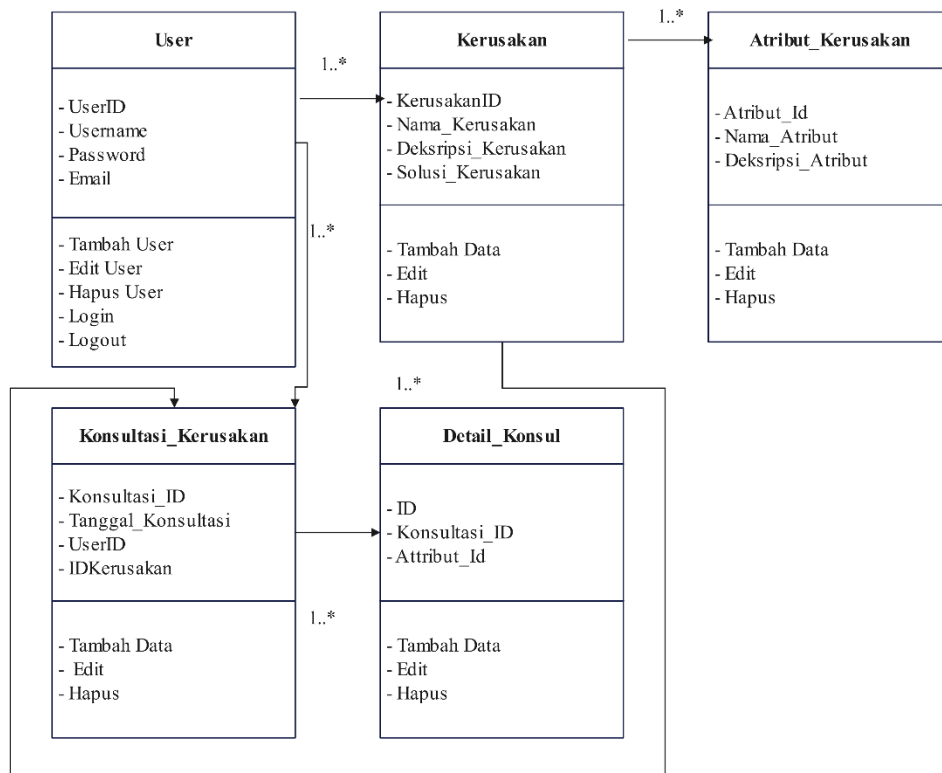 User
- UserID
- Username
- Password
- Email
- Tambah User
- Edit User
- Hapus User
- Login
- Logout
1..*
Kerusakan
- KerusakanID
- Nama_Kerusakan
- Deksripsi_Kerusakan
- Solusi_Kerusakan
- Tambah Data
- Edit
- Hapus
1..*
Atribut_Kerusakan
- Atribut_Id
- Nama_Atribut
- Deksripsi_Atribut
- Tambah Data
- Edit
- Hapus
1..*
1..*
Konsultasi_Kerusakan
- Konsultasi_ID
- Tanggal_Konsultasi
- UserID
- IDKerusakan
- Tambah Data
- Edit
- Hapus
1..*
Detail_Konsul
- ID
- Konsultasi_ID
- Attribut_Id
- Tambah Data
- Edit
- Hapus